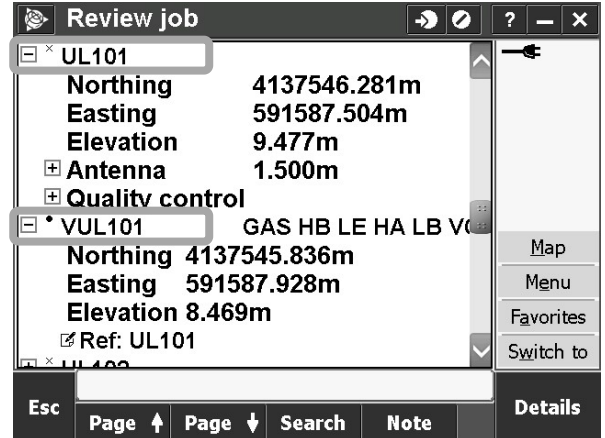 Review job
? – ×
UL101
Northing 4137546.281m
Easting 591587.504m
Elevation 9.477m
Antenna 1.500m
Quality control
VUL101 GAS HB LE HA LB
Northing 4137545.836m
Easting 591587.928m
Elevation 8.469m
Ref: UL101
Map
Menu
Favorites
Switch to
Esc
Page Page Search Note
Details